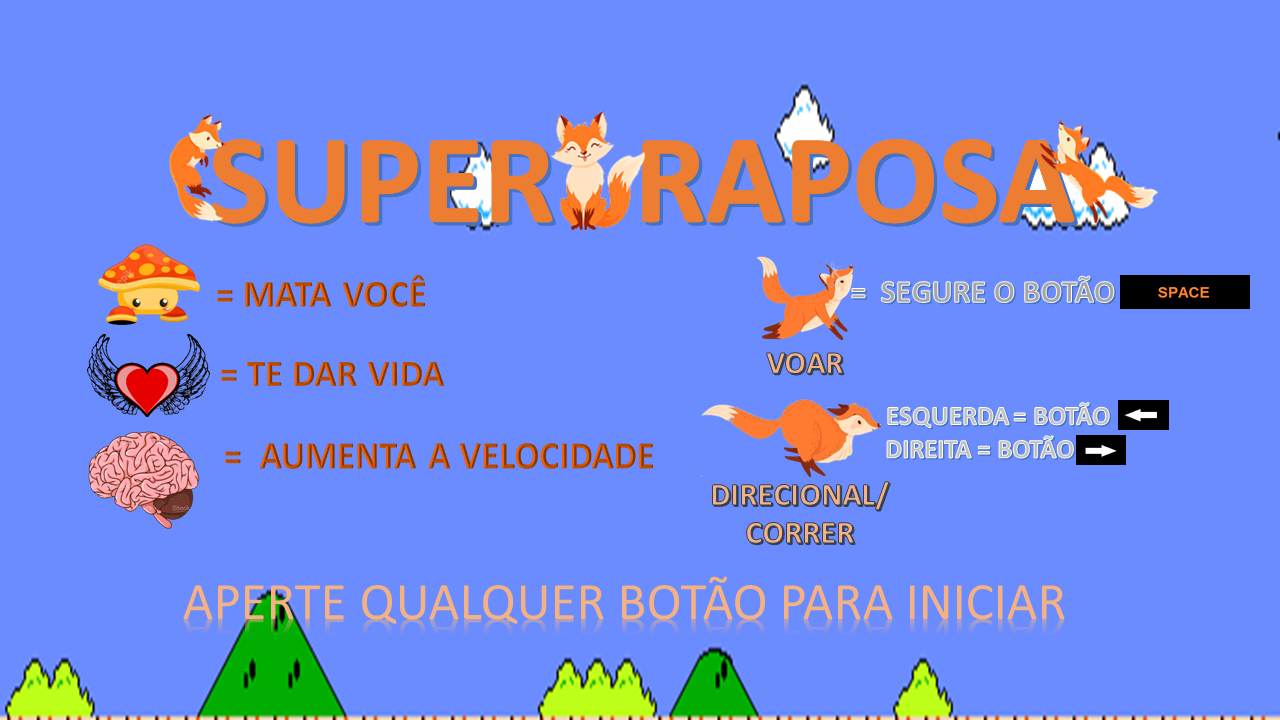 SUPER RAPOSA
= MATA VOCÊ
= TE DAR VIDA
= AUMENTA A VELOCIDADE
iStock
= SEGURE O BOTÃO SPACE
VOAR
ESQUERDA = BOTÃO
DIREITA = BOTÃO
DIRECIONAL/
CORRER
APERTE QUALQUER BOTÃO PARA INICIAR